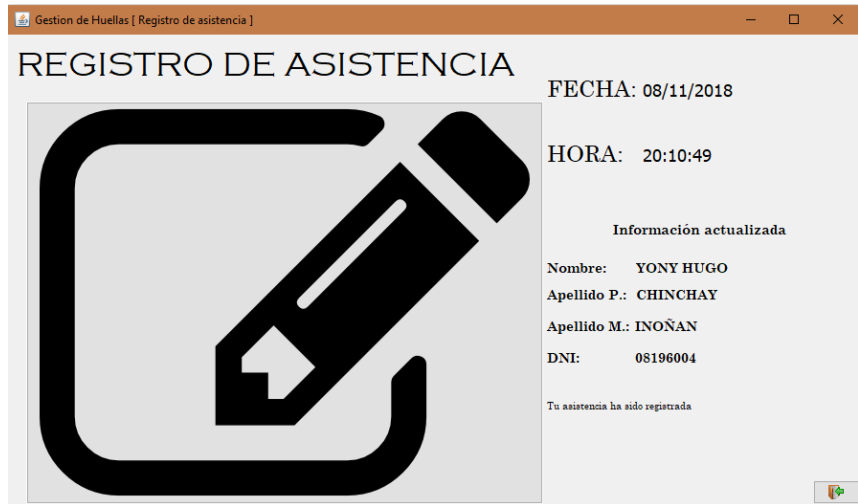 Gestion de Huellas [ Registro de asistencia ]
REGISTRO DE ASISTENCIA
FECHA: 08/11/2018
HORA: 20:10:49
Información actualizada
Nombre: YONY HUGO
Apellido P.: CHINCHAY
Apellido M.: INOÑAN
DNI: 08196004
Tu asistencia ha sido registrada